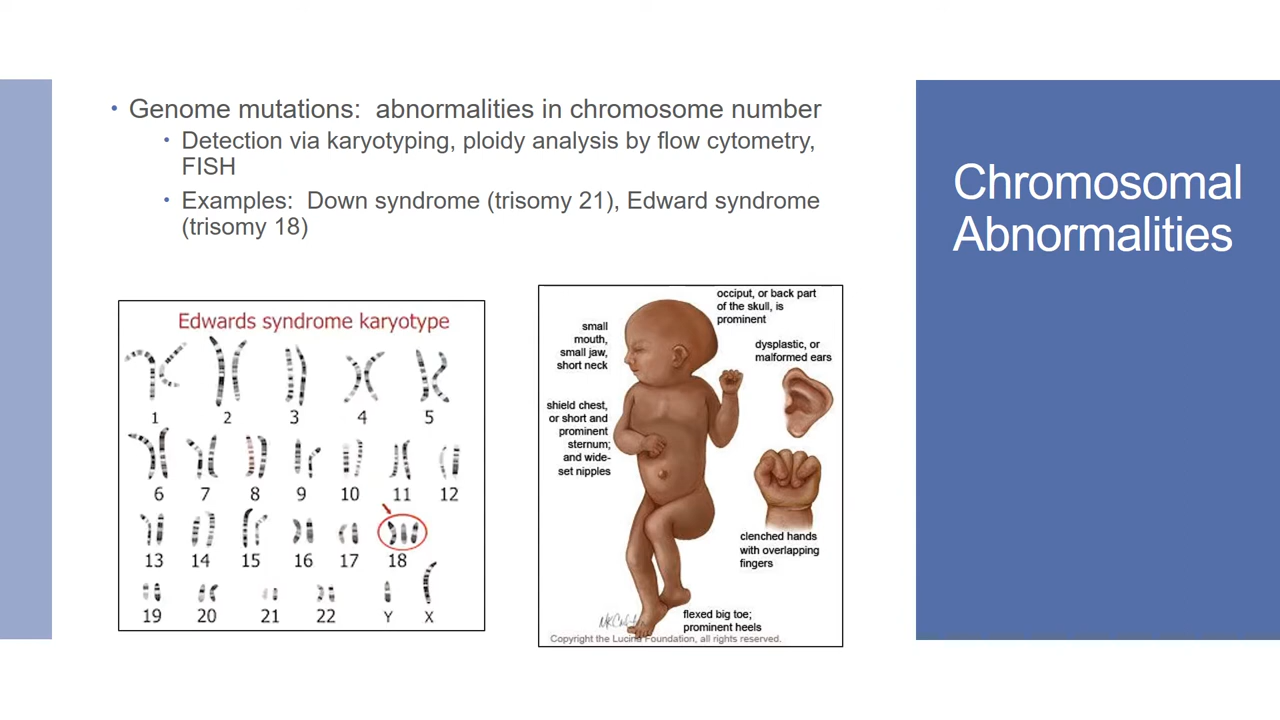 • Genome mutations:  abnormalities in chromosome number
• Detection via karyotyping, ploidy analysis by flow cytometry,
FISH
• Examples:  Down syndrome (trisomy 21), Edward syndrome
(trisomy 18)
Chromosomal
Abnormalities
Edwards syndrome karyotype
1 2 3 4 5
6 7 8 9 10 11 12
13 14 15 16 17 18
19 20 21 22 Y X
occiput, or back part
of the skull, is
prominent
small
mouth,
small jaw,
short neck
dysplastic, or
malformed ears
shield chest,
or short and
prominent
sternum;
and wide-
set nipples
clenched hands
with overlapping
fingers
flexed big toe;
prominent heels
Copyright the Lucina Foundation, all rights reserved.